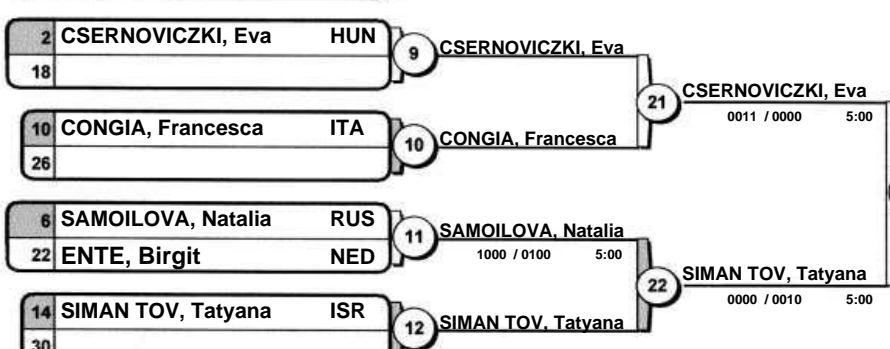 2 CSERNOVICZKI, Eva HUN
18
9
CSERNOVICZKI, Eva
10 CONGIA, Francesca ITA
26
10
CONGIA, Francesca
21
CSERNOVICZKI, Eva
0011 / 0000 5:00
6 SAMOILOVA, Natalia RUS
22 ENTE, Birgit NED
11
SAMOILOVA, Natalia
1000 / 0100 5:00
14 SIMAN TOV, Tatyana ISR
30
12
SIMAN TOV, Tatyana
22
SIMAN TOV, Tatyana
0000 / 0010 5:00